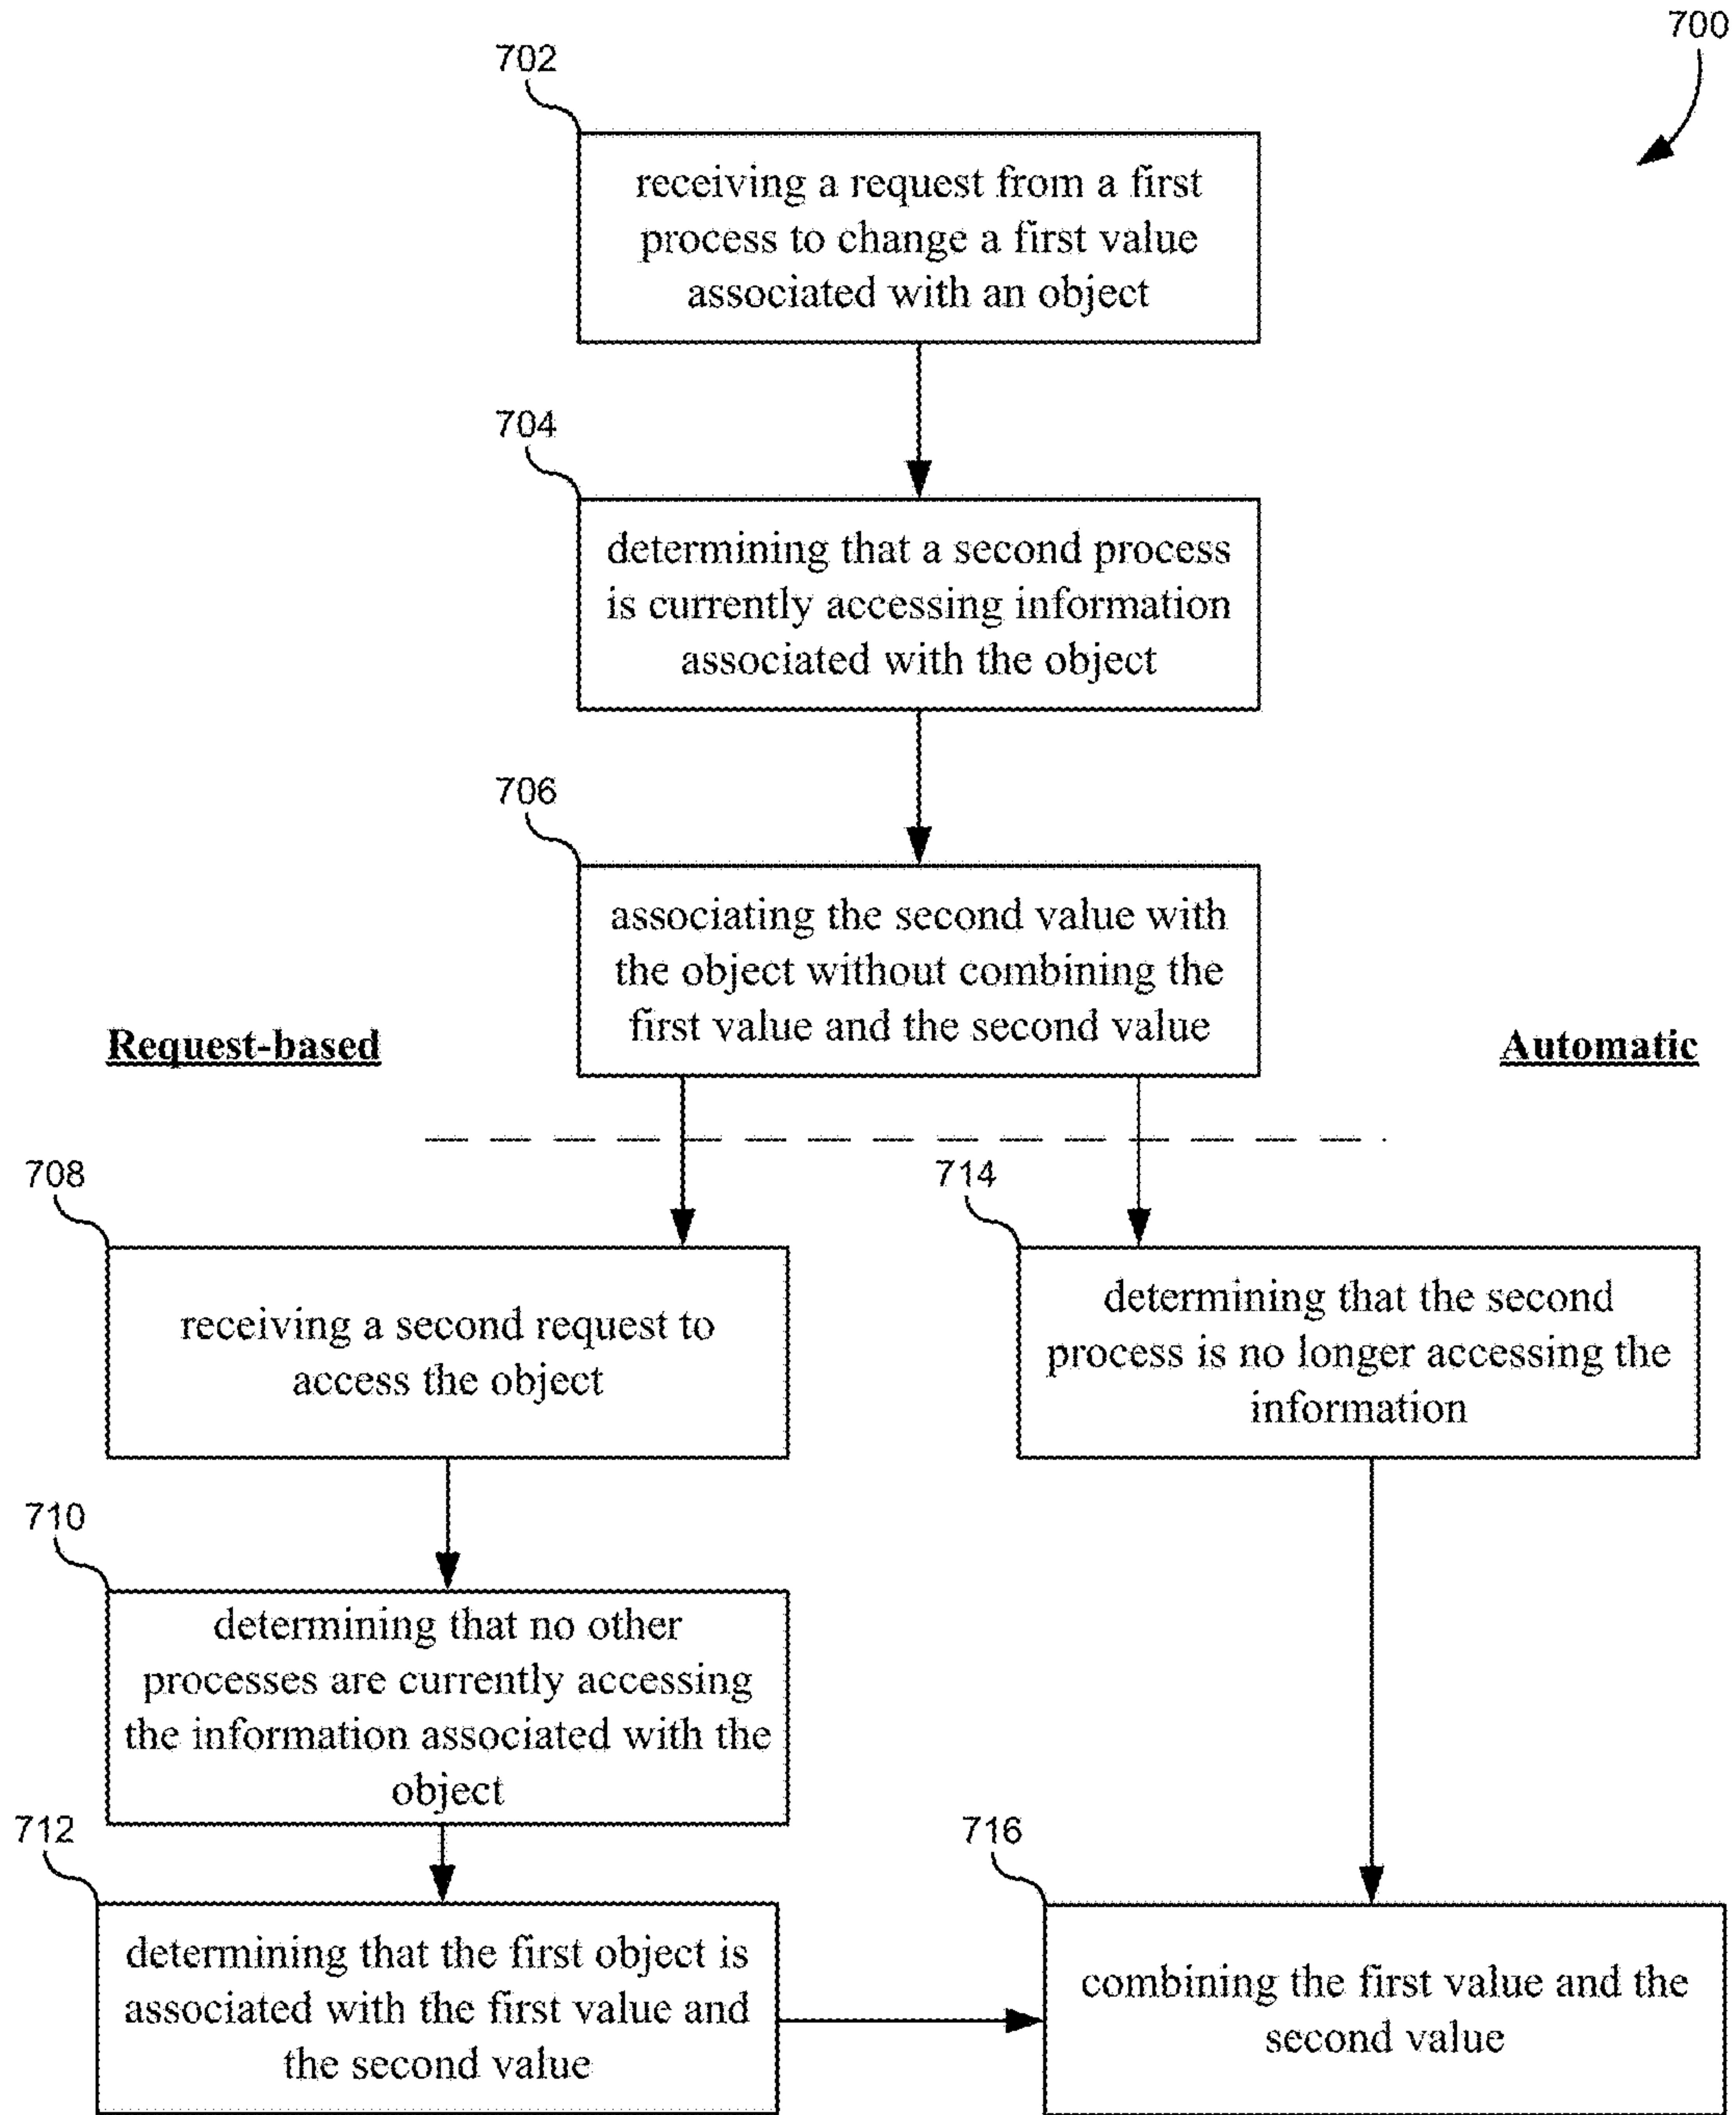 700
702
receiving a request from a first
process to change a first value
associated with an object
704
determining that a second process
is currently accessing information
associated with the object
706
associating the second value with
the object without combining the
first value and the second value
Request-based
Automatic
708
receiving a second request to
access the object
714
determining that the second
process is no longer accessing the
information
710
determining that no other
processes are currently accessing
the information associated with the
object
712
determining that the first object is
associated with the first value and
the second value
716
combining the first value and the
second value